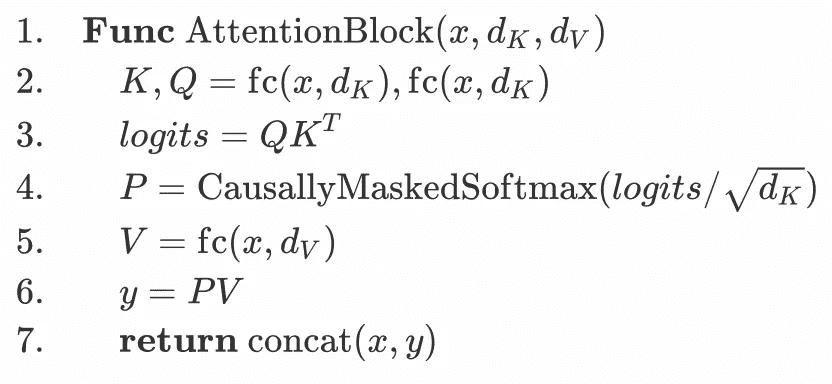 1. Func AttentionBlock(x, d_K, d_V)
2. K, Q = fc(x, d_K), fc(x, d_K)
3. logits = QK^T
4. P = CausallyMaskedSoftmax(logits/√d_K)
5. V = fc(x, d_V)
6. y = PV
7. return concat(x, y)